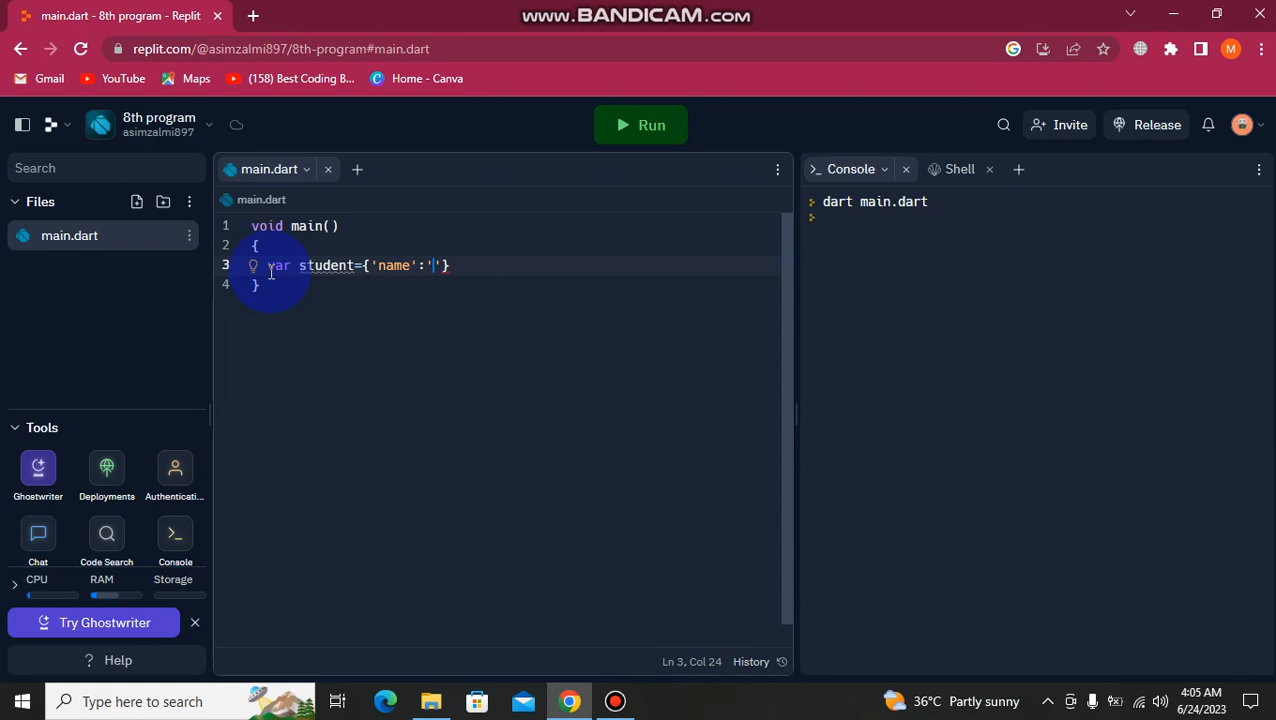 main.dart - 8th program - Replit
www.BANDICAM.com
replit.com/@asimzalmi897/8th-program#main.dart
Gmail
YouTube
Maps
(158) Best Coding B...
Home - Canva
M
8th program
asimzalmi897
Run
Invite
Release
Search
main.dart
Console
Shell
Files
main.dart
main.dart
dart main.dart
1 void main()
2 {
3 var student={'name':''}
4 }
Tools
Ghostwriter
Deployments
Authenticati...
Chat
Code Search
Console
CPU
RAM
Storage
Try Ghostwriter
? Help
Ln 3, Col 24
History
Type here to search
36°C Partly sunny
4:05 AM
6/24/2023